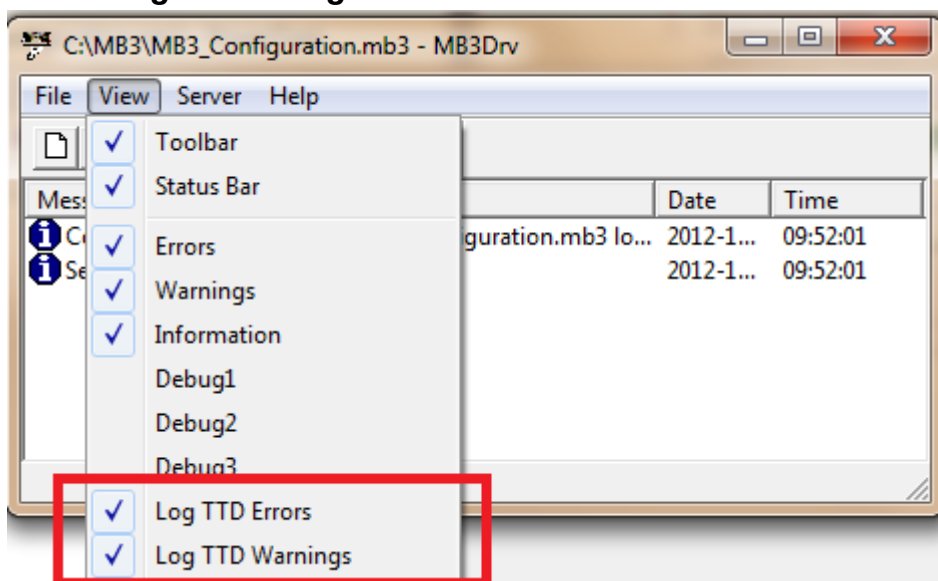 C:\MB3\MB3_Configuration.mb3 - MB3Drv
File View Server Help
Toolbar
Status Bar
Date Time
Errors
guration.mb3 lo... 2012-1... 09:52:01
2012-1... 09:52:01
Warnings
Information
Debug1
Debug2
Debug3
Log TTD Errors
Log TTD Warnings